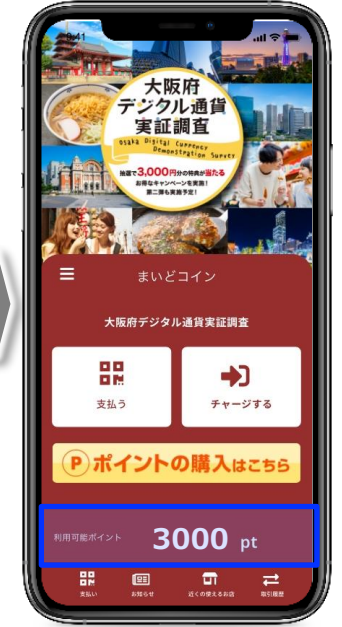 9:41
大阪府
デジタル通貨
実証調査
Osaka Digital Currency
Demonstration Survey
抽選で3,000円分の特典が当たる
お得なキャンペーンを実施!
第二弾も実施予定!
まいどコイン
大阪府デジタル通貨実証調査
支払う
チャージする
P ポイントの購入はこちら
利用可能ポイント
3000 pt
支払い
お知らせ
近くの使えるお店
取引履歴